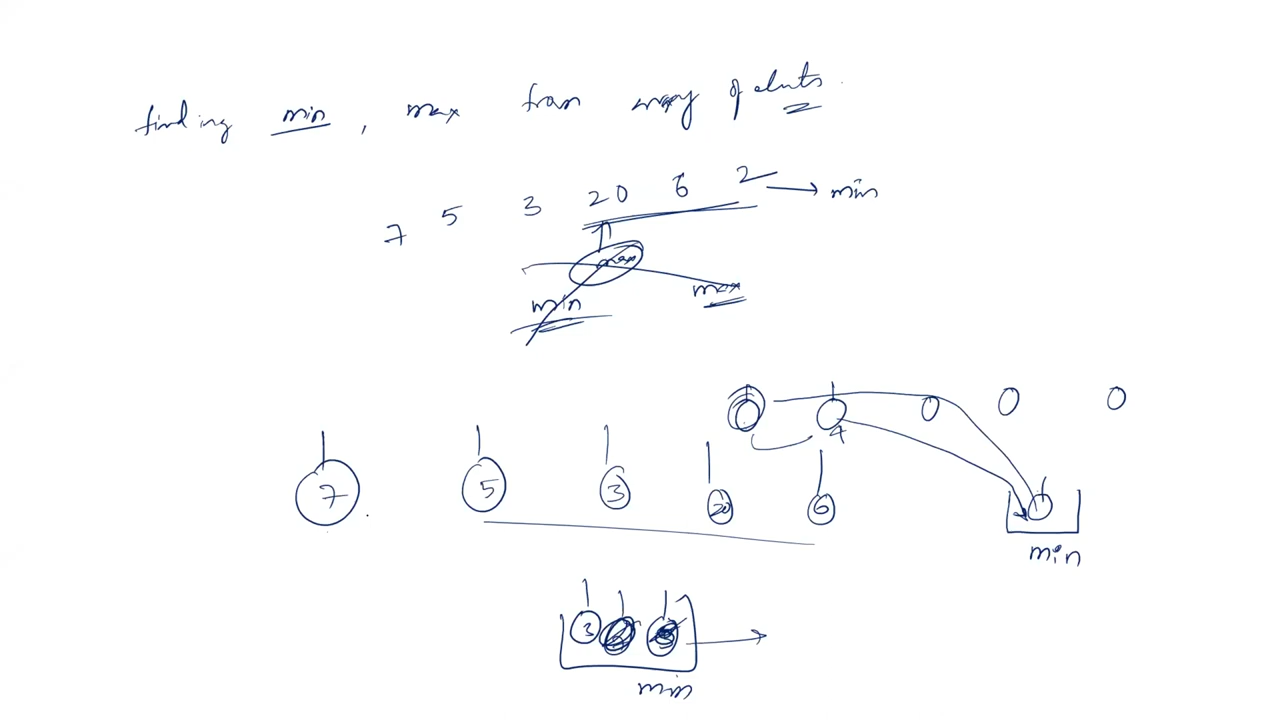 finding min, max from array of elmts.
7 5 3 20 6 2 → min
max
min max
4
7 5 3 20 6
min
3
min